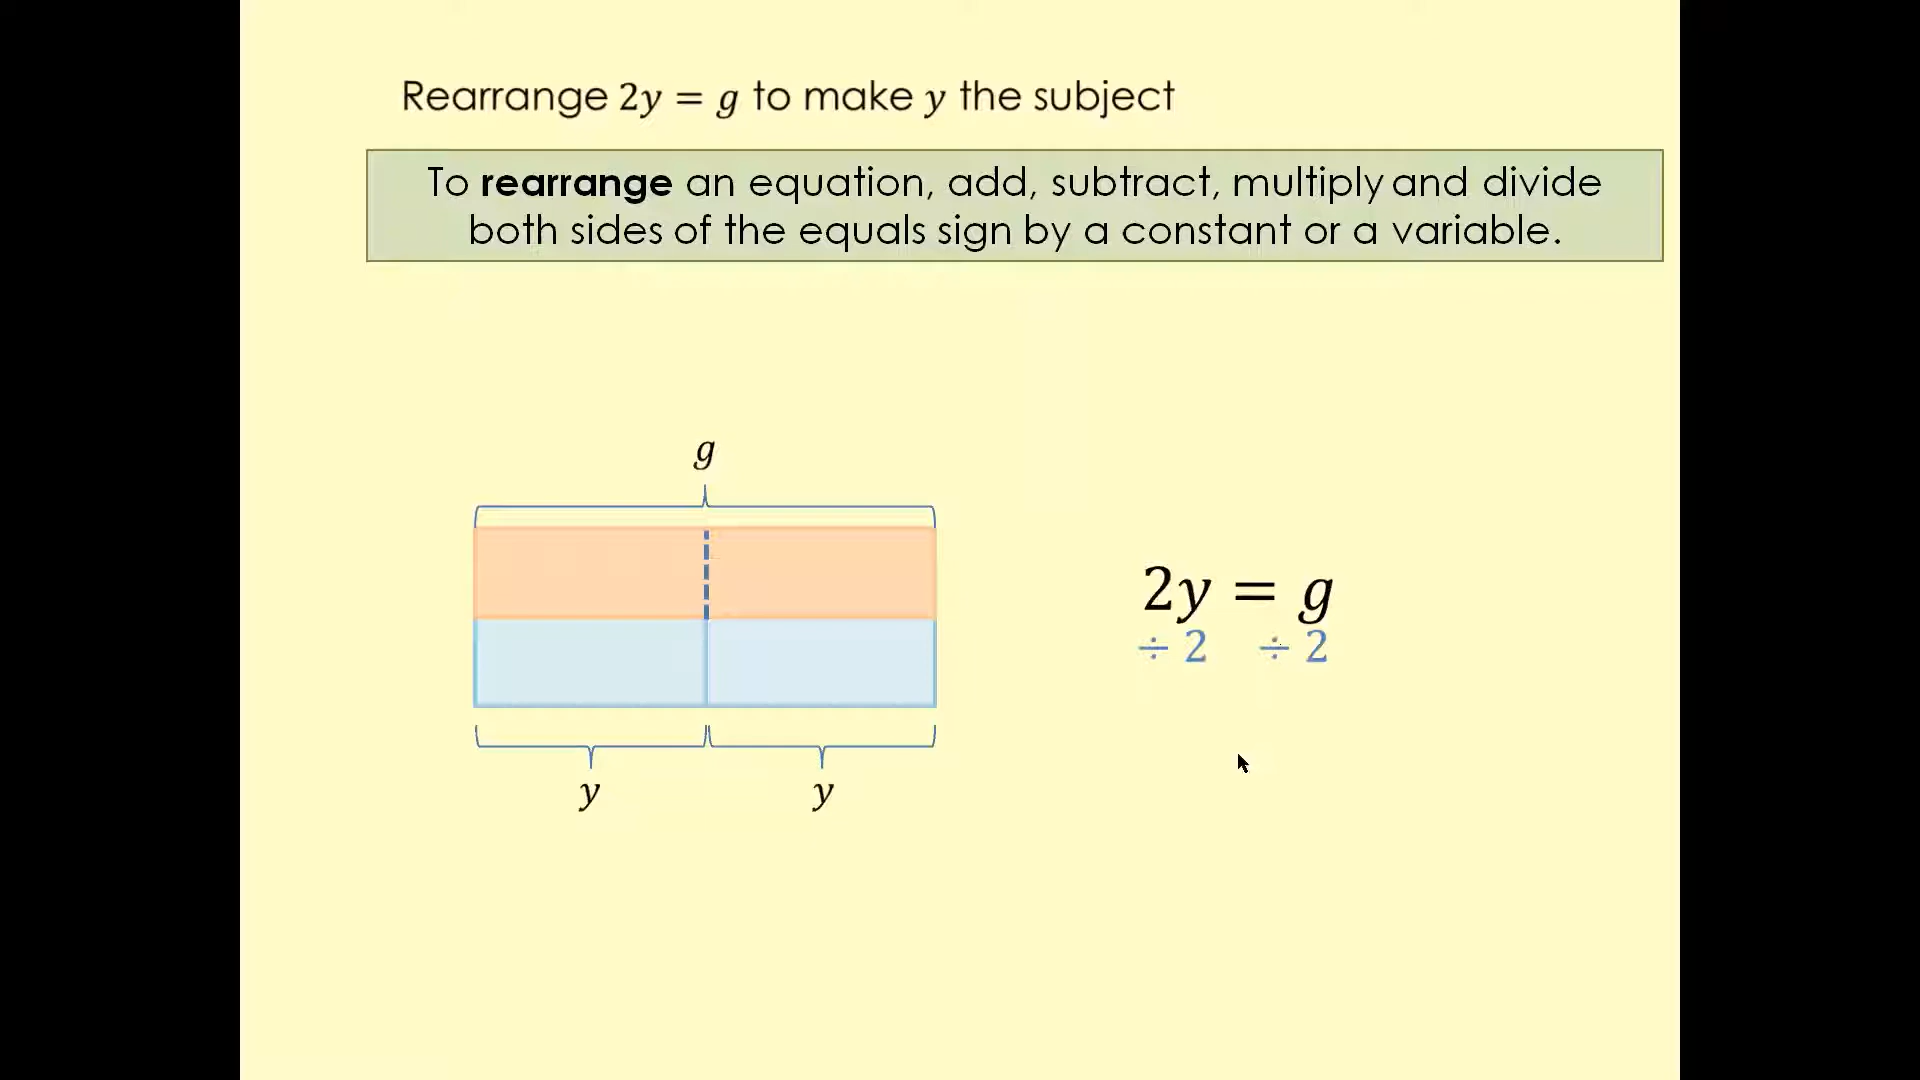 Rearrange 2y = g to make y the subject
To rearrange an equation, add, subtract, multiply and divide
both sides of the equals sign by a constant or a variable.
g
2y = g
÷ 2 ÷ 2
y y